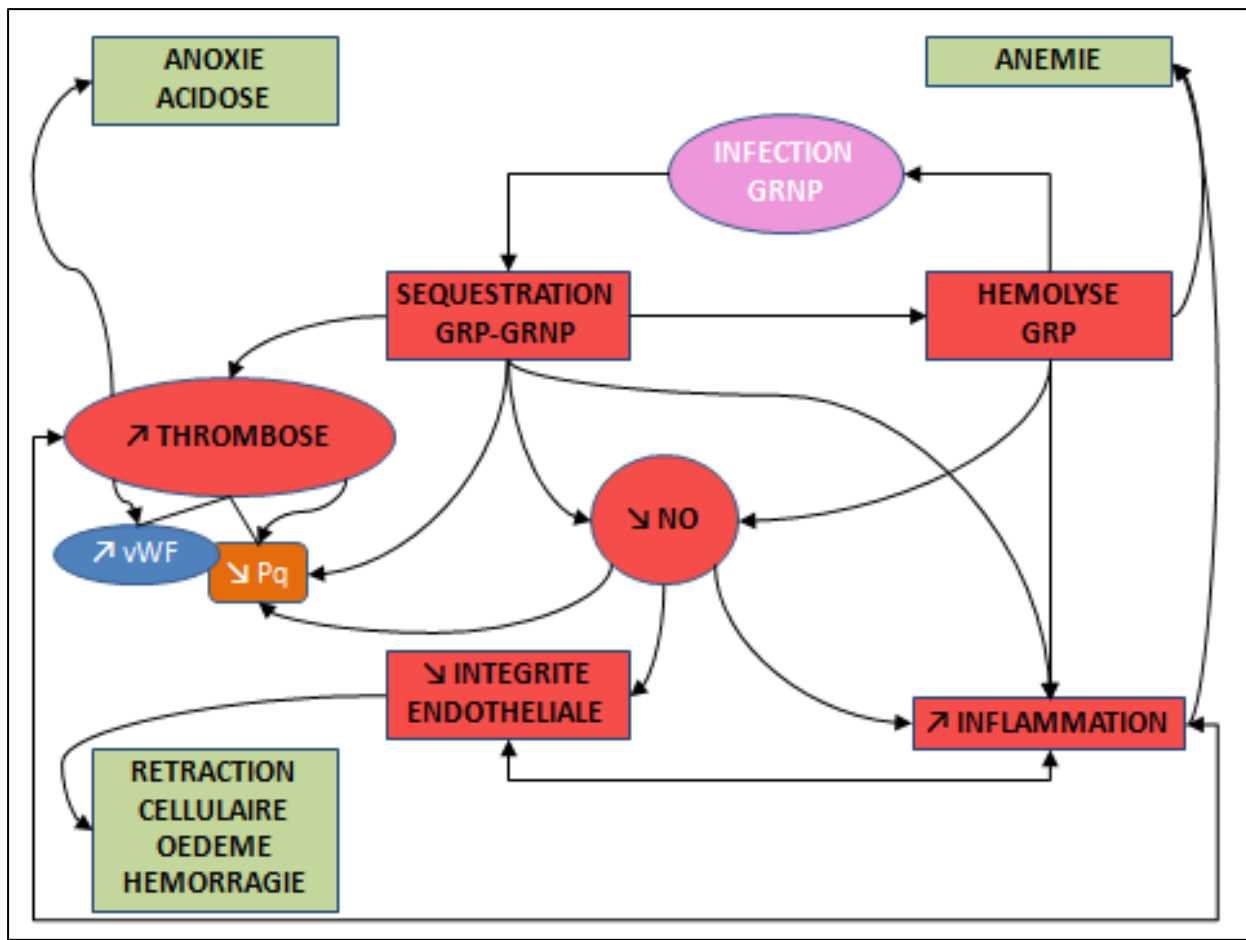 ANOXIE
ACIDOSE
ANEMIE
INFECTION
GRNP
SEQUESTRATION
GRP-GRNP
HEMOLYSE
GRP
↗ THROMBOSE
↘ NO
↗ vWF
↘ Pq
↘ INTEGRITE
ENDOTHELIALE
↗ INFLAMMATION
RETRACTION
CELLULAIRE
OEDEME
HEMORRAGIE